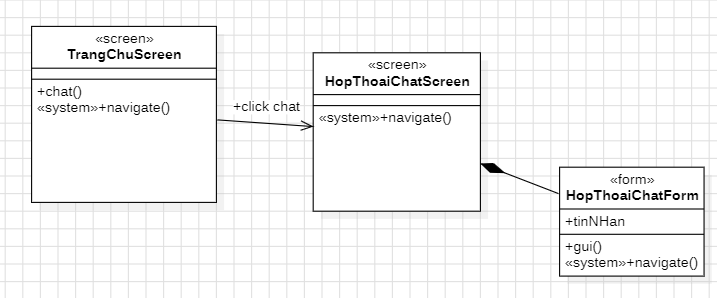 «screen»
TrangChuScreen
+chat()
«system»+navigate()
+click chat
«screen»
HopThoaiChatScreen
«system»+navigate()
«form»
HopThoaiChatForm
+tinNHan
+gui()
«system»+navigate()